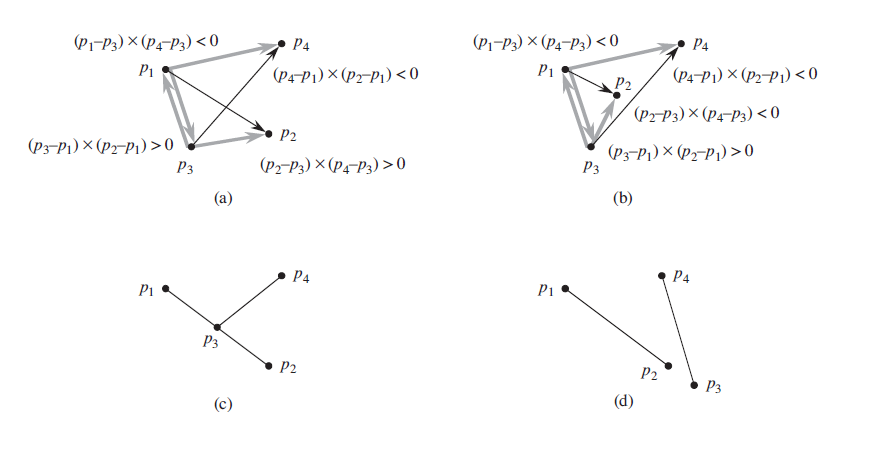 (p₁–p₃) × (p₄–p₃) < 0
p₄
p₁
(p₄–p₁) × (p₂–p₁) < 0
p₂
(p₃–p₁) × (p₂–p₁) > 0
p₃
(p₂–p₃) × (p₄–p₃) > 0
(a)
(p₁–p₃) × (p₄–p₃) < 0
p₄
p₁
(p₄–p₁) × (p₂–p₁) < 0
p₂
(p₂–p₃) × (p₄–p₃) < 0
(p₃–p₁) × (p₂–p₁) > 0
p₃
(b)
p₄
p₁
p₃
p₂
(c)
p₄
p₁
p₂
p₃
(d)